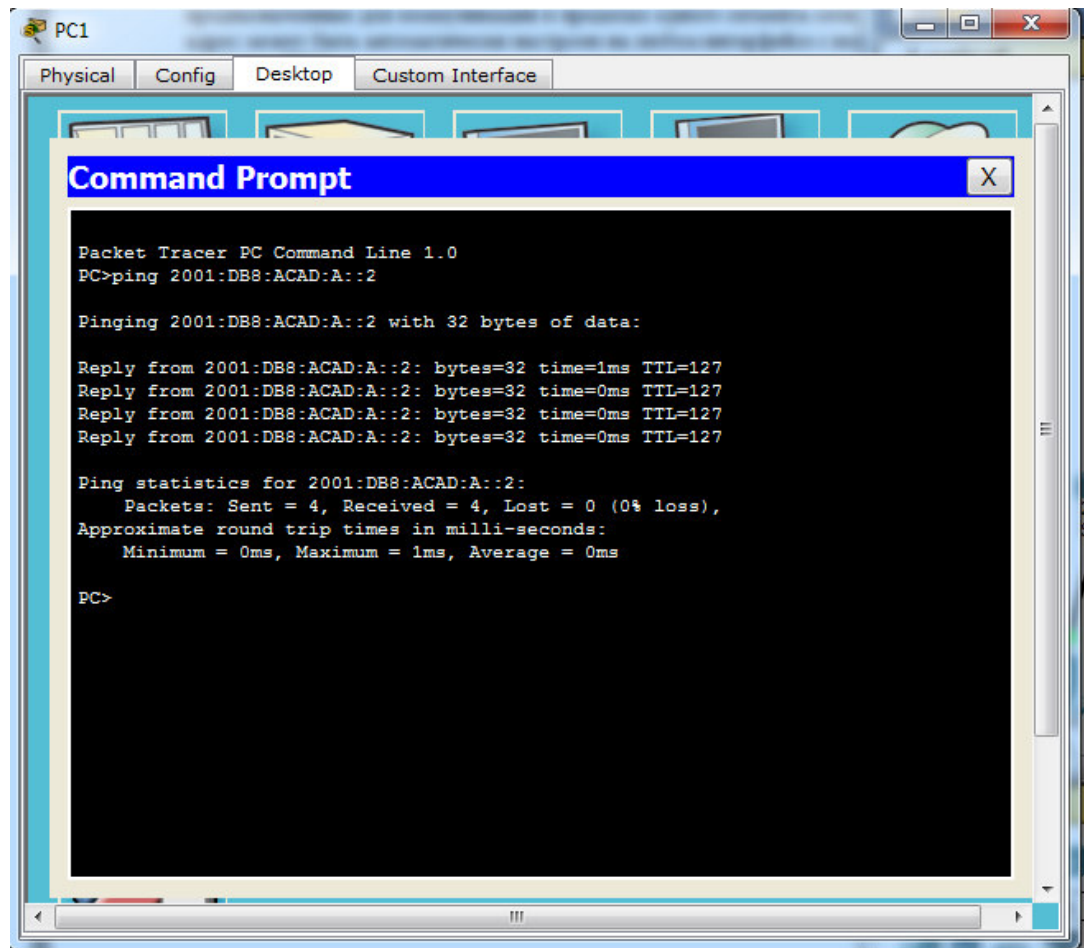 PC1
X
Physical Config Desktop Custom Interface
Command Prompt
X
Packet Tracer PC Command Line 1.0
PC>ping 2001:DB8:ACAD:A::2
Pinging 2001:DB8:ACAD:A::2 with 32 bytes of data:
Reply from 2001:DB8:ACAD:A::2: bytes=32 time=1ms TTL=127
Reply from 2001:DB8:ACAD:A::2: bytes=32 time=0ms TTL=127
Reply from 2001:DB8:ACAD:A::2: bytes=32 time=0ms TTL=127
Reply from 2001:DB8:ACAD:A::2: bytes=32 time=0ms TTL=127
Ping statistics for 2001:DB8:ACAD:A::2:
Packets: Sent = 4, Received = 4, Lost = 0 (0% loss),
Approximate round trip times in milli-seconds:
Minimum = 0ms, Maximum = 1ms, Average = 0ms
PC>